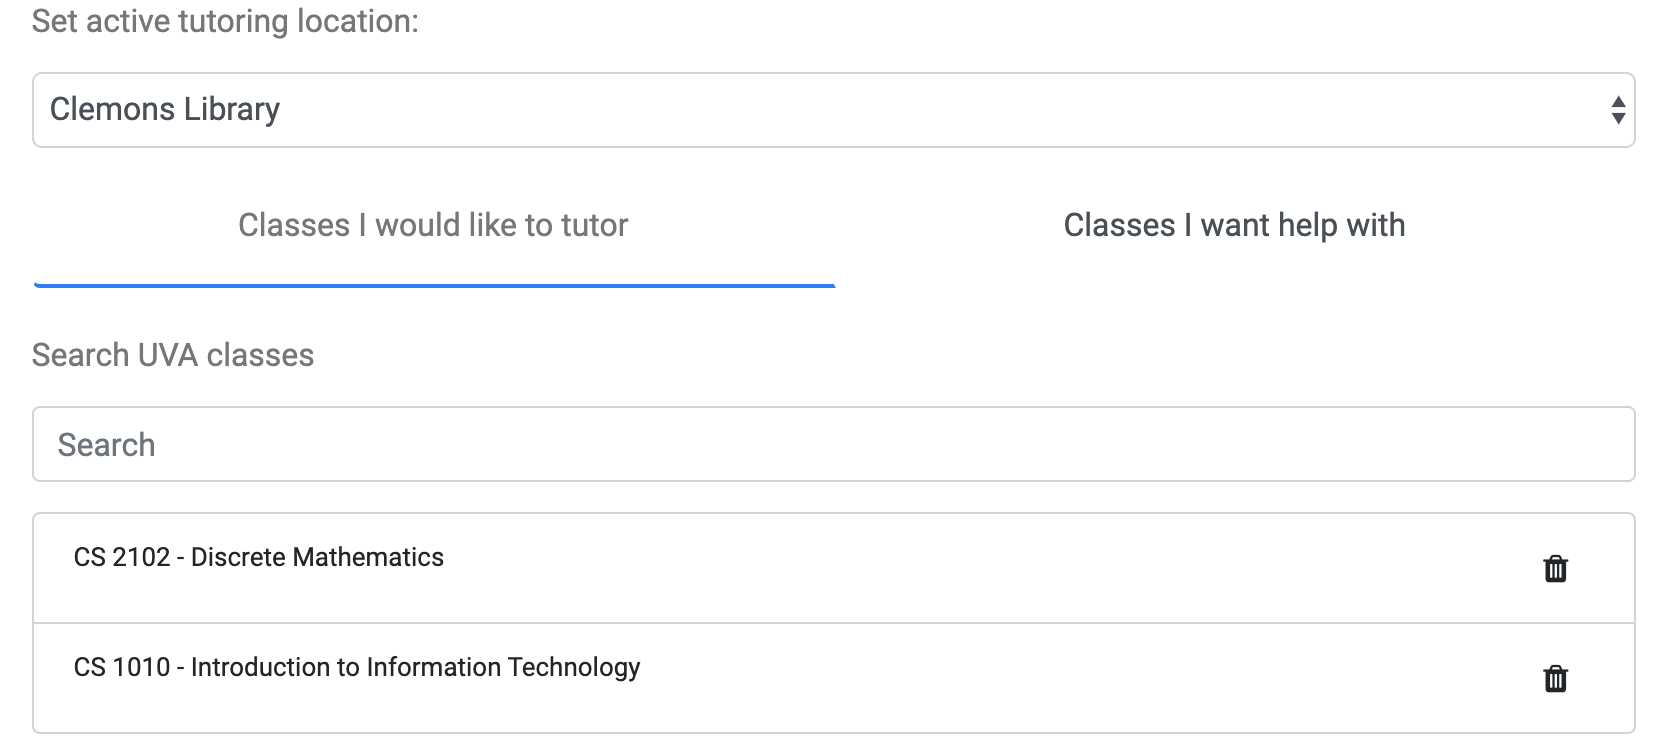 Set active tutoring location:
Clemons Library
Classes I would like to tutor
Classes I want help with
Search UVA classes
Search
CS 2102 - Discrete Mathematics
CS 1010 - Introduction to Information Technology